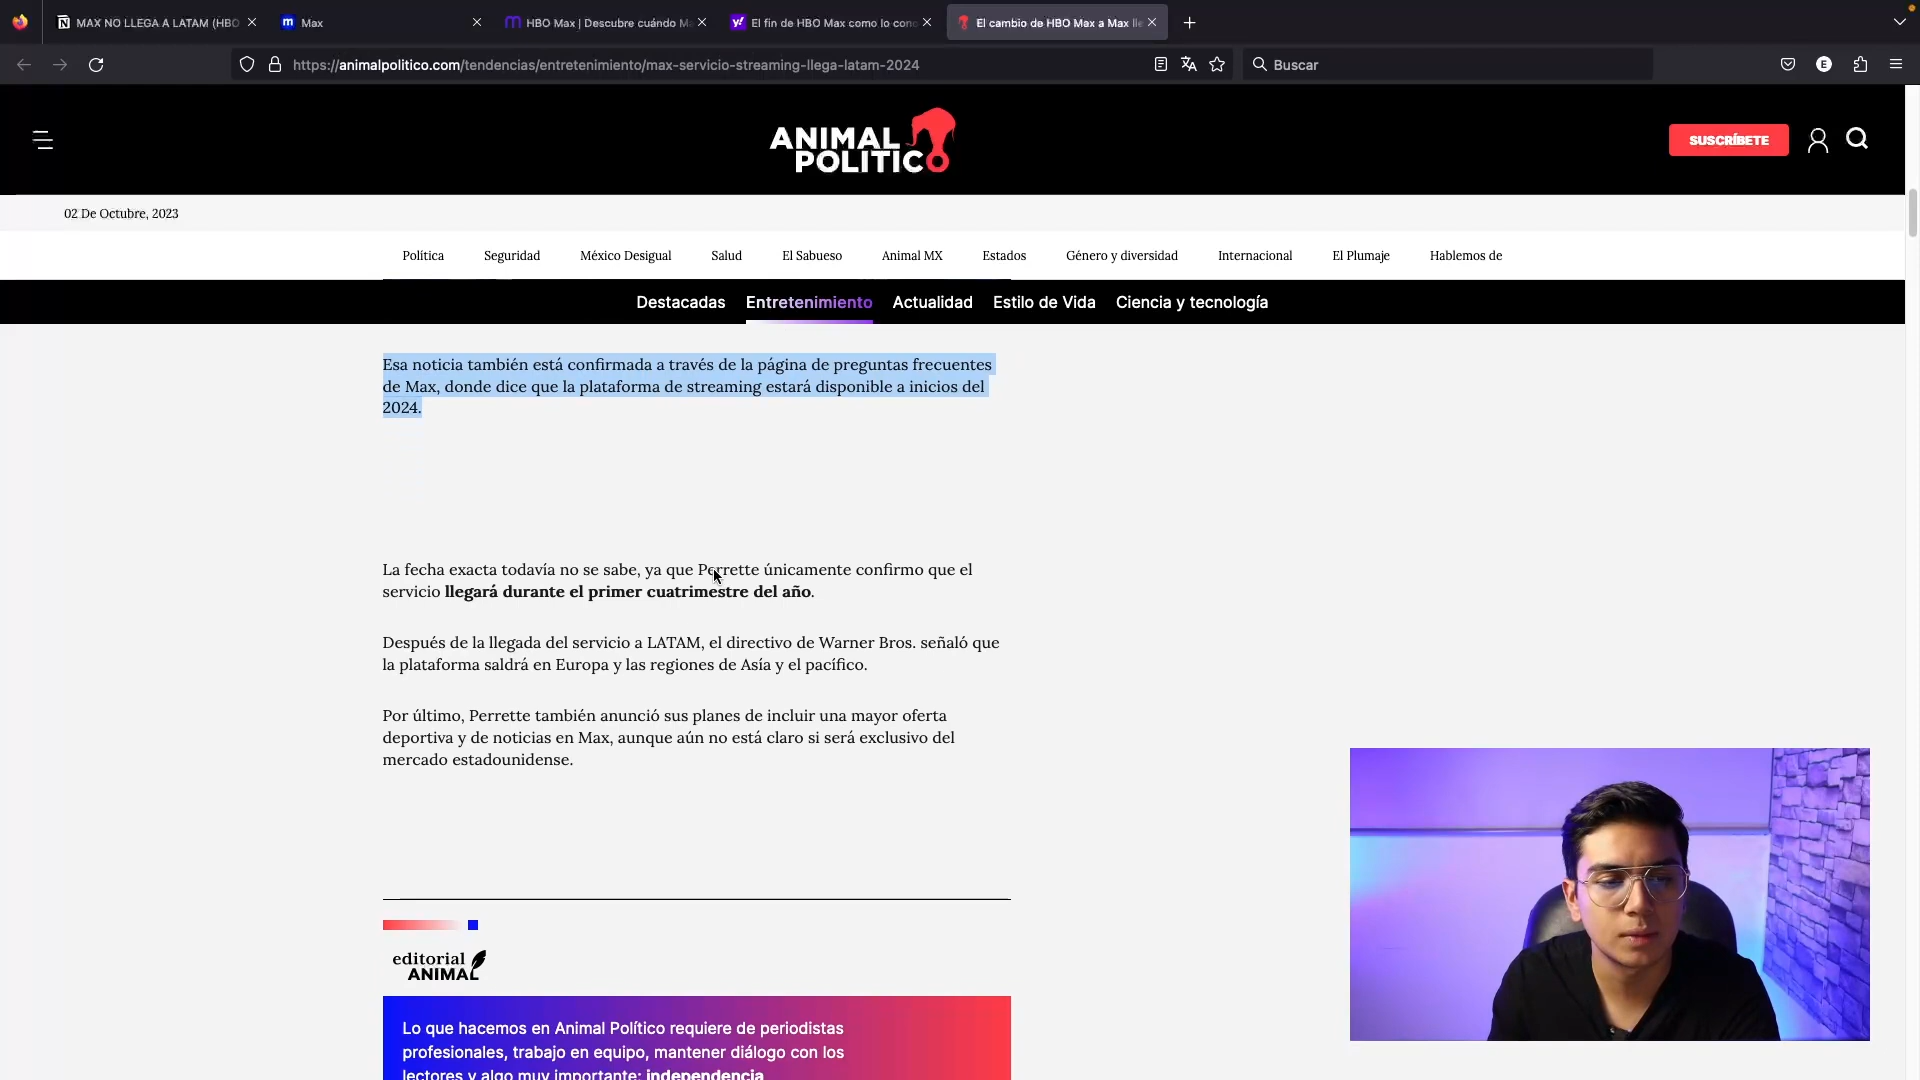 MAX NO LLEGA A LATAM (HBO
Max
HBO Max | Descubre cuándo M
El fin de HBO Max como lo cono
El cambio de HBO Max a Max lle
https://animalpolitico.com/tendencias/entretenimiento/max-servicio-streaming-llega-latam-2024
Buscar
E
ANIMAL
POLITICO
SUSCRÍBETE
02 De Octubre, 2023
Política
Seguridad
México Desigual
Salud
El Sabueso
Animal MX
Estados
Género y diversidad
Internacional
El Plumaje
Hablemos de
Destacadas
Entretenimiento
Actualidad
Estilo de Vida
Ciencia y tecnología
Esa noticia también está confirmada a través de la página de preguntas frecuentes
de Max, donde dice que la plataforma de streaming estará disponible a inicios del
2024.
La fecha exacta todavía no se sabe, ya que Perrette únicamente confirmo que el
servicio llegará durante el primer cuatrimestre del año.
Después de la llegada del servicio a LATAM, el directivo de Warner Bros. señaló que
la plataforma saldrá en Europa y las regiones de Asía y el pacífico.
Por último, Perrette también anunció sus planes de incluir una mayor oferta
deportiva y de noticias en Max, aunque aún no está claro si será exclusivo del
mercado estadounidense.
editorial
ANIMAL
Lo que hacemos en Animal Político requiere de periodistas
profesionales, trabajo en equipo, mantener diálogo con los
lectores y algo muy importante: independencia